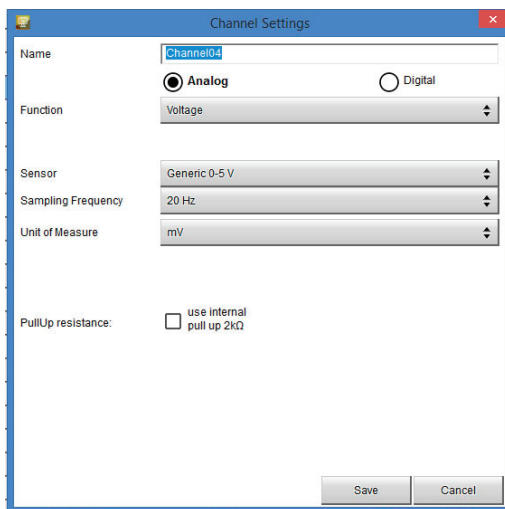 Channel Settings
Name
Channel04
Analog
Digital
Function
Voltage
Sensor
Generic 0-5 V
Sampling Frequency
20 Hz
Unit of Measure
mV
PullUp resistance:
use internal
pull up 2kΩ
Save
Cancel